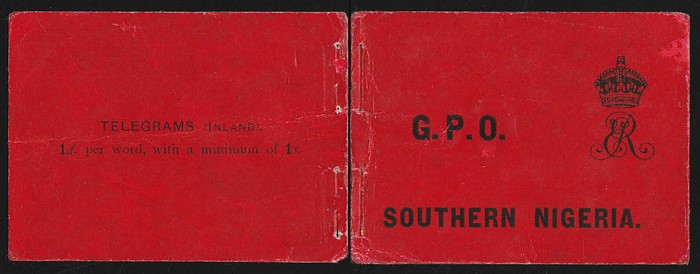 TELEGRAMS (INLAND).
1d. per word, with a minimum of 1s.
G.P.O.
SOUTHERN NIGERIA.